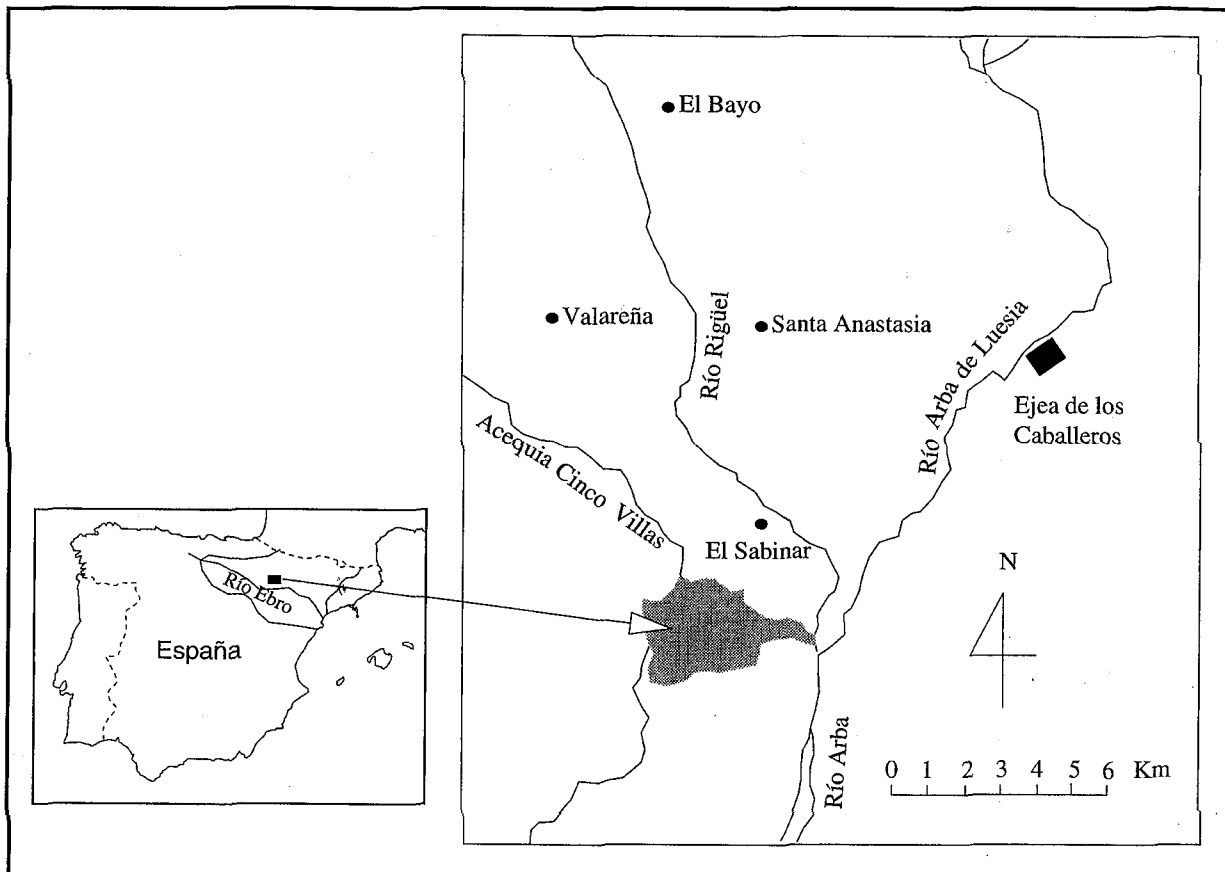 El Bayo
Valareña
Río Rigüel
Santa Anastasia
Río Arba de Luesia
Ejea de los
Caballeros
Acequia Cinco Villas
El Sabinar
N
Río Ebro
España
Río Arba
0 1 2 3 4 5 6 Km